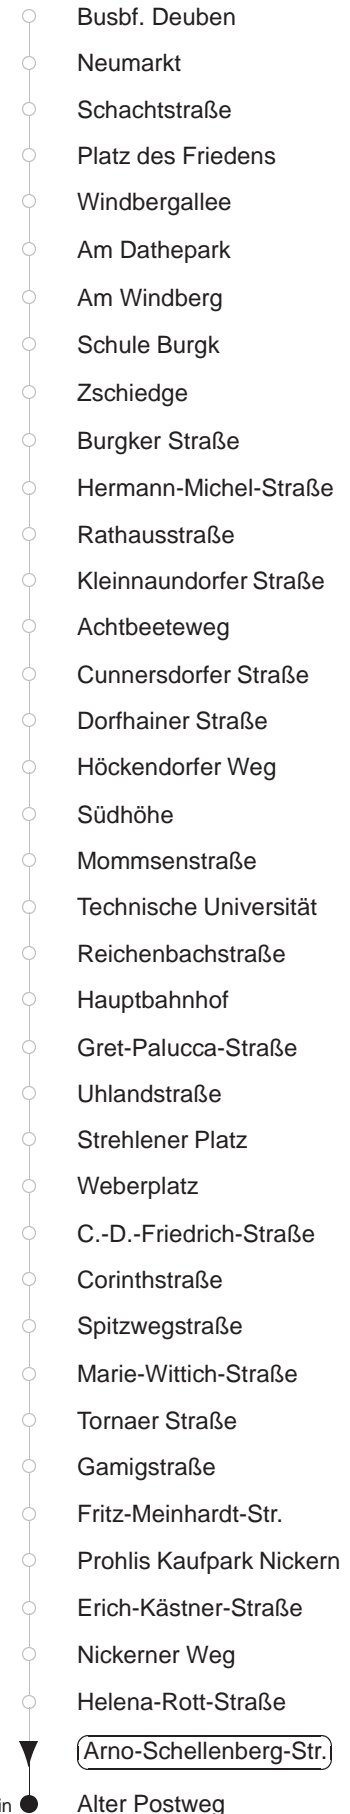 Busbf. Deuben
Neumarkt
Schachtstraße
Platz des Friedens
Windbergallee
Am Dathepark
Am Windberg
Schule Burgk
Zschiedge
Burgker Straße
Hermann-Michel-Straße
Rathausstraße
Kleinnaundorfer Straße
Achtbeeteweg
Cunnersdorfer Straße
Dorfhainer Straße
Höckendorfer Weg
Südhöhe
Mommsenstraße
Technische Universität
Reichenbachstraße
Hauptbahnhof
Gret-Palucca-Straße
Uhlandstraße
Strehlener Platz
Weberplatz
C.-D.-Friedrich-Straße
Corinthstraße
Spitzwegstraße
Marie-Wittich-Straße
Tornaer Straße
Gamigstraße
Fritz-Meinhardt-Str.
Prohlis Kaufpark Nickern
Erich-Kästner-Straße
Nickerner Weg
Helena-Rott-Straße
Arno-Schellenberg-Str.
Alter Postweg